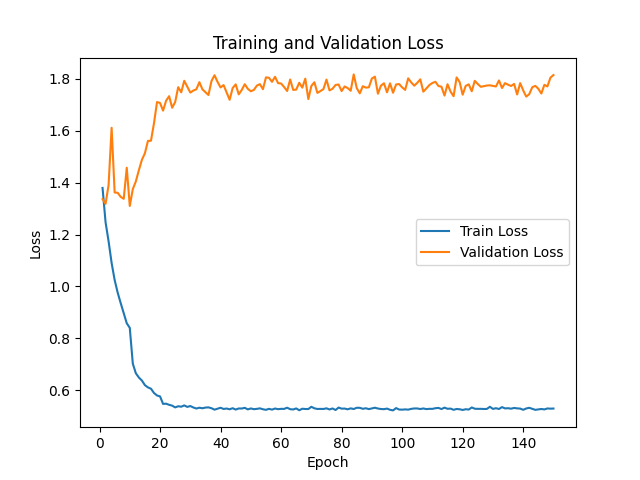 Training and Validation Loss
1.8
1.6
1.4
1.2
1.0
0.8
0.6
Loss
Train Loss
Validation Loss
0 20 40 60 80 100 120 140
Epoch